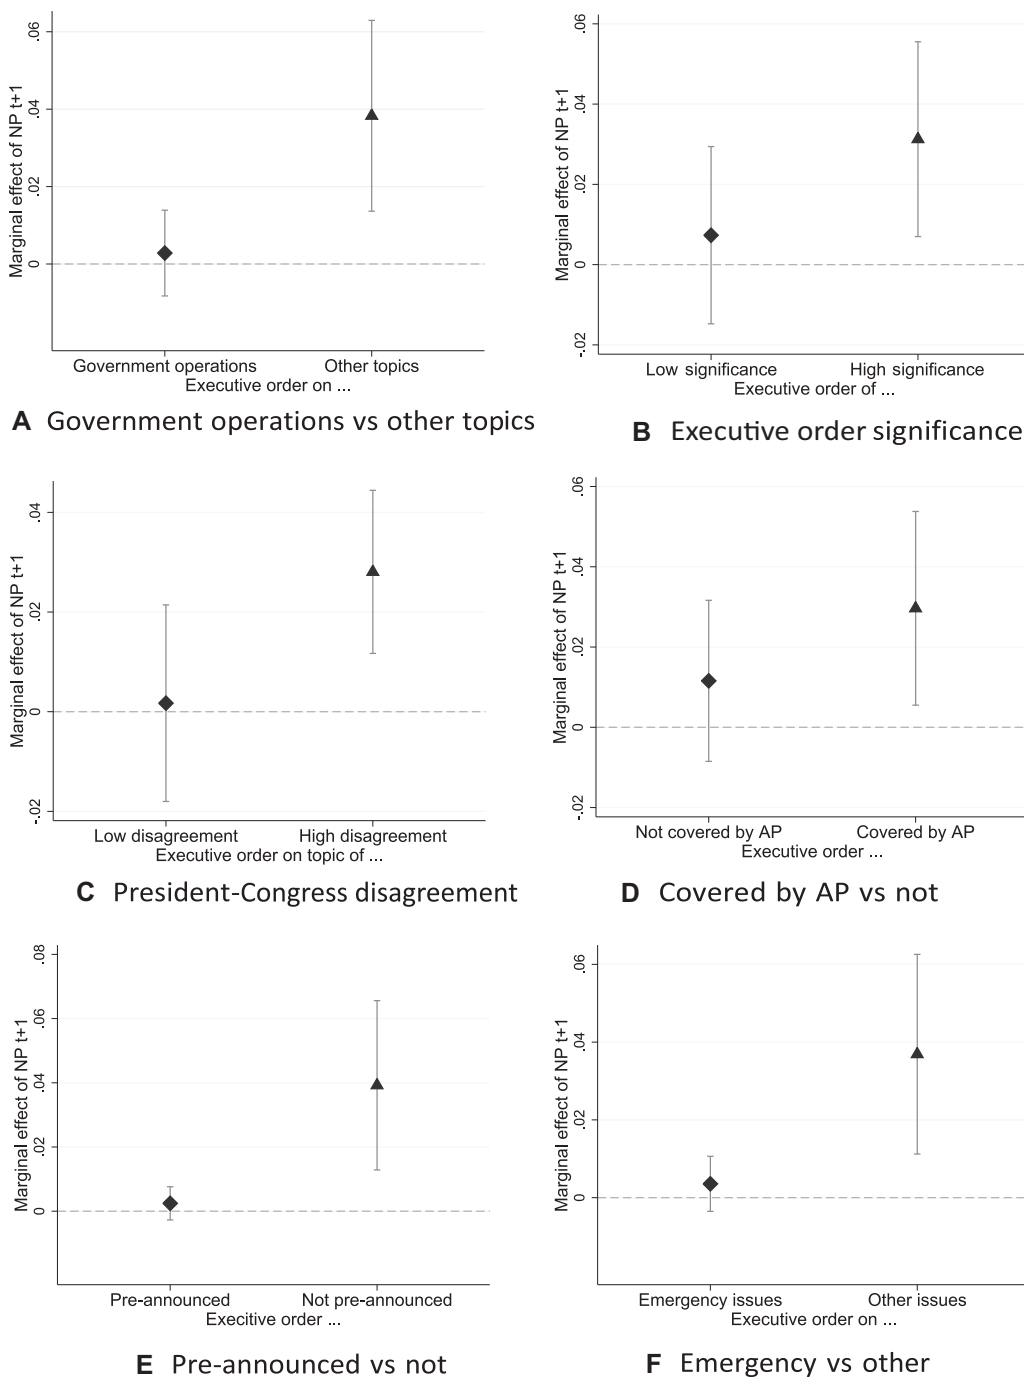 Marginal effect of NP t+1
.06
.04
.02
0
Government operations
Other topics
Executive order on ...
A Government operations vs other topics
Marginal effect of NP t+1
.06
.04
.02
0
-.02
Low significance
High significance
Executive order of ...
B Executive order significance
Marginal effect of NP t+1
.04
.02
0
-.02
Low disagreement
High disagreement
Executive order on topic of ...
C President-Congress disagreement
Marginal effect of NP t+1
.06
.04
.02
0
-.02
Not covered by AP
Covered by AP
Executive order ...
D Covered by AP vs not
Marginal effect of NP t+1
.08
.06
.04
.02
0
Pre-announced
Not pre-announced
Execitive order ...
E Pre-announced vs not
Marginal effect of NP t+1
.06
.04
.02
0
Emergency issues
Other issues
Executive order on ...
F Emergency vs other